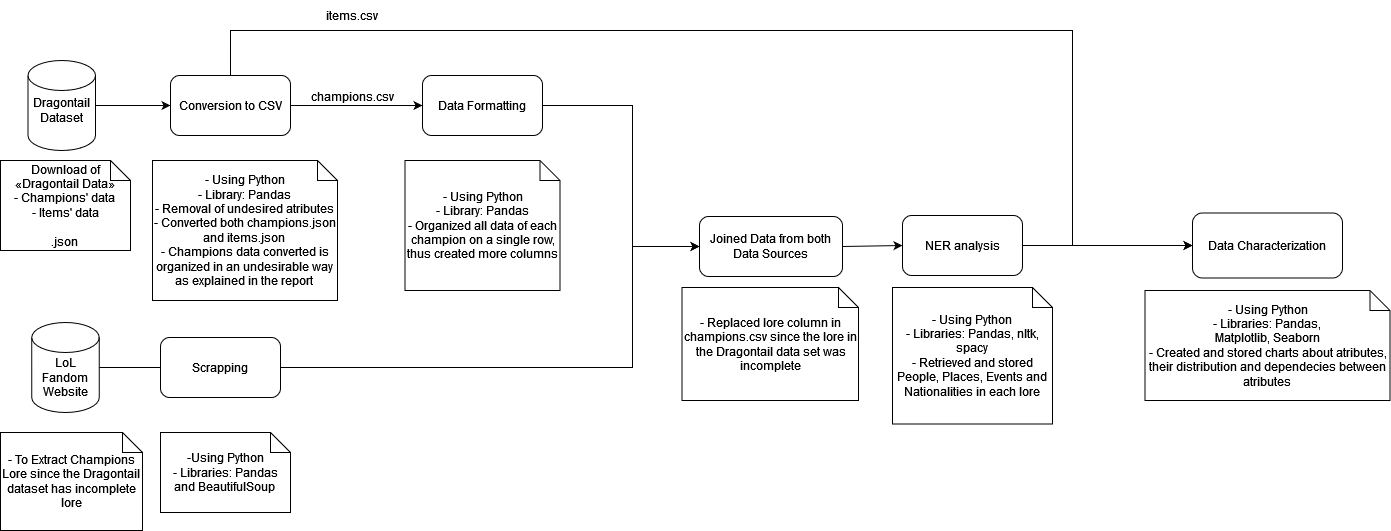 items.csv
Dragontail
Dataset
Conversion to CSV
champions.csv
Data Formatting
Download of
«Dragontail Data»
- Champions' data
- Items' data
.json
- Using Python
- Library: Pandas
- Removal of undesired atributes
- Converted both champions.json
and items.json
- Champions data converted is
organized in an undesirable way
as explained in the report
- Using Python
- Library: Pandas
- Organized all data of each
champion on a single row,
thus created more columns
Joined Data from both
Data Sources
NER analysis
Data Characterization
- Replaced lore column in
champions.csv since the lore in
the Dragontail data set was
incomplete
- Using Python
- Libraries: Pandas, nltk,
spacy
- Retrieved and stored
People, Places, Events and
Nationalities in each lore
- Using Python
- Libraries: Pandas,
Matplotlib, Seaborn
- Created and stored charts about atributes,
their distribution and dependecies between
atributes
LoL
Fandom
Website
Scrapping
- To Extract Champions
Lore since the Dragontail
dataset has incomplete
lore
-Using Python
- Libraries: Pandas
and BeautifulSoup